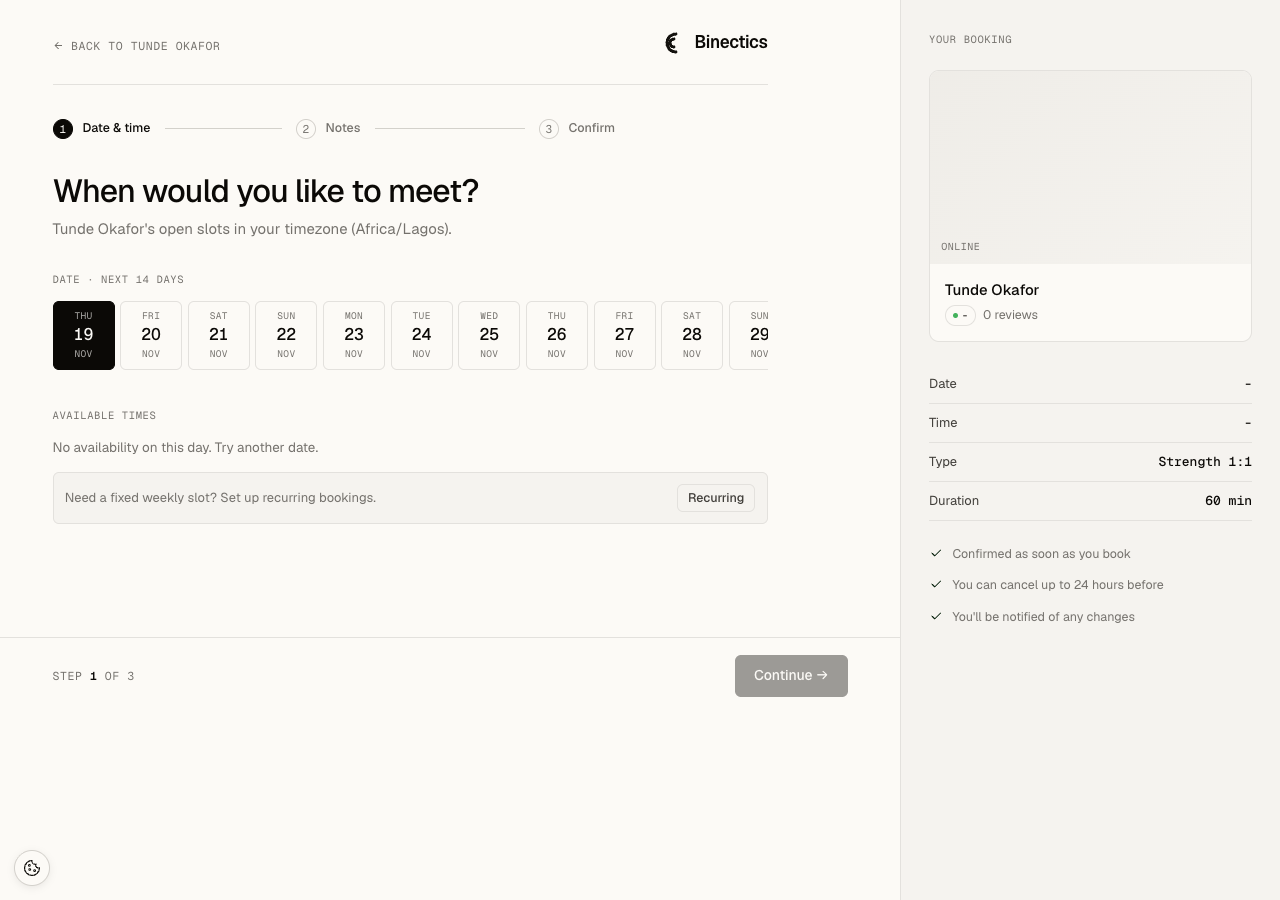 ← BACK TO TUNDE OKAFOR
Binectics
1 Date & time
2 Notes
3 Confirm
When would you like to meet?
Tunde Okafor's open slots in your timezone (Africa/Lagos).
DATE · NEXT 14 DAYS
THU FRI SAT SUN MON TUE WED THU FRI SAT SUN
19 20 21 22 23 24 25 26 27 28 29
NOV NOV NOV NOV NOV NOV NOV NOV NOV NOV NOV
AVAILABLE TIMES
No availability on this day. Try another date.
Need a fixed weekly slot? Set up recurring bookings.
Recurring
STEP 1 OF 3
Continue →
YOUR BOOKING
ONLINE
Tunde Okafor
- 0 reviews
Date -
Time -
Type Strength 1:1
Duration 60 min
Confirmed as soon as you book
You can cancel up to 24 hours before
You'll be notified of any changes